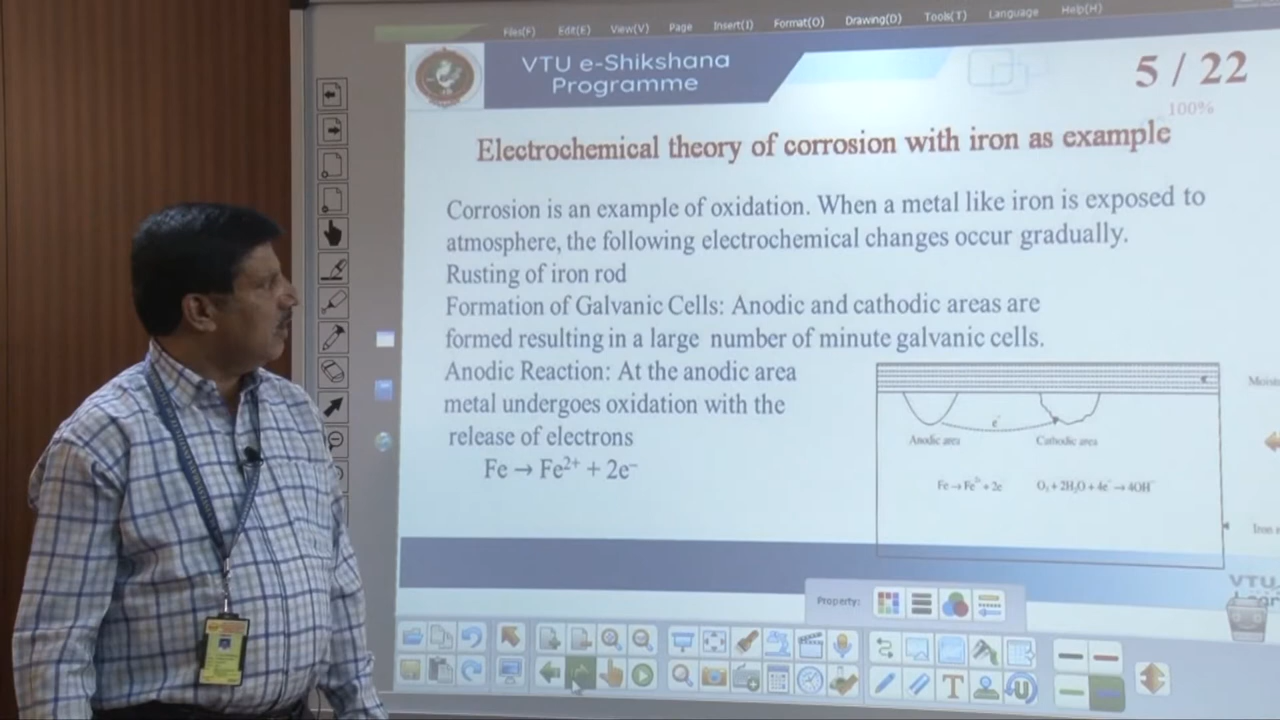 Files(F) Edit(E) View(V) Page Insert(I) Format(O) Drawing(D) Tools(T) Language Help(H)
VTU e-Shikshana
Programme
5 / 22
100%
Electrochemical theory of corrosion with iron as example
Corrosion is an example of oxidation. When a metal like iron is exposed to
atmosphere, the following electrochemical changes occur gradually.
Rusting of iron rod
Formation of Galvanic Cells: Anodic and cathodic areas are
formed resulting in a large number of minute galvanic cells.
Anodic Reaction: At the anodic area
metal undergoes oxidation with the
release of electrons
Fe → Fe²⁺ + 2e⁻
Moist
e⁻
Anodic area Cathodic area
Fe → Fe²⁺ + 2e O₂ + 2H₂O + 4e⁻ → 4OH⁻
Iron
VTU
Property: